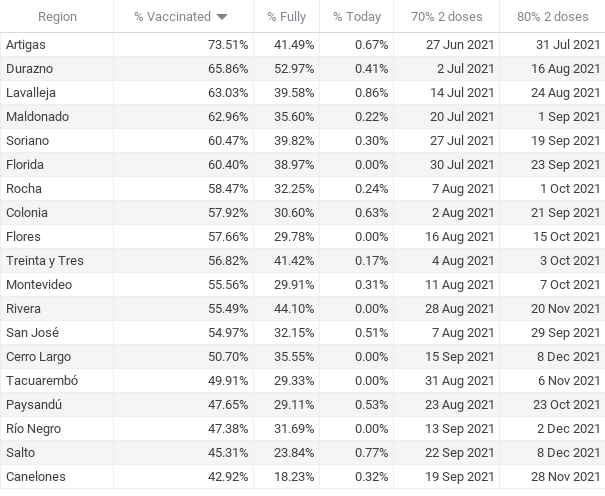 Region % Vaccinated % Fully % Today 70% 2 doses 80% 2 doses
Artigas 73.51% 41.49% 0.67% 27 Jun 2021 31 Jul 2021
Durazno 65.86% 52.97% 0.41% 2 Jul 2021 16 Aug 2021
Lavalleja 63.03% 39.58% 0.86% 14 Jul 2021 24 Aug 2021
Maldonado 62.96% 35.60% 0.22% 20 Jul 2021 1 Sep 2021
Soriano 60.47% 39.82% 0.30% 27 Jul 2021 19 Sep 2021
Florida 60.40% 38.97% 0.00% 30 Jul 2021 23 Sep 2021
Rocha 58.47% 32.25% 0.24% 7 Aug 2021 1 Oct 2021
Colonia 57.92% 30.60% 0.63% 2 Aug 2021 21 Sep 2021
Flores 57.66% 29.78% 0.00% 16 Aug 2021 15 Oct 2021
Treinta y Tres 56.82% 41.42% 0.17% 4 Aug 2021 3 Oct 2021
Montevideo 55.56% 29.91% 0.31% 11 Aug 2021 7 Oct 2021
Rivera 55.49% 44.10% 0.00% 28 Aug 2021 20 Nov 2021
San José 54.97% 32.15% 0.51% 7 Aug 2021 29 Sep 2021
Cerro Largo 50.70% 35.55% 0.00% 15 Sep 2021 8 Dec 2021
Tacuarembó 49.91% 29.33% 0.00% 31 Aug 2021 6 Nov 2021
Paysandú 47.65% 29.11% 0.53% 23 Aug 2021 23 Oct 2021
Río Negro 47.38% 31.69% 0.00% 13 Sep 2021 2 Dec 2021
Salto 45.31% 23.84% 0.77% 22 Sep 2021 8 Dec 2021
Canelones 42.92% 18.23% 0.32% 19 Sep 2021 28 Nov 2021